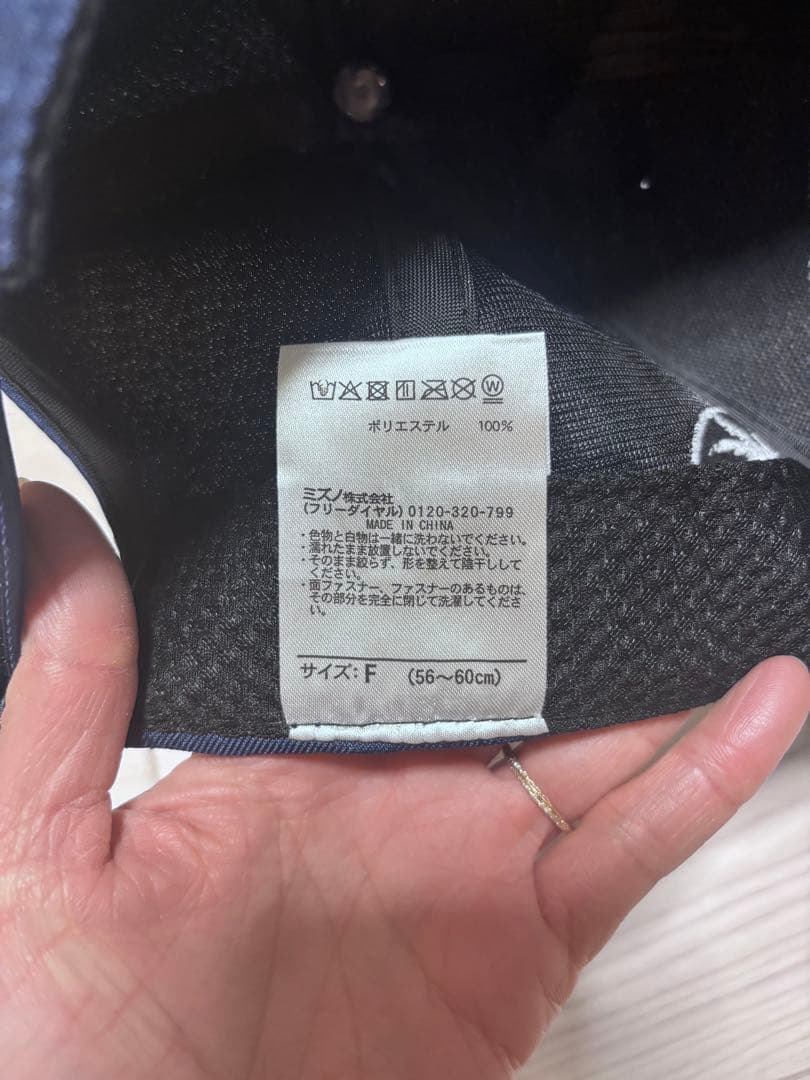 W
ポリエステル 100%
ミズノ株式会社
(フリーダイヤル) 0120-320-799
MADE IN CHINA
・色物と白物は一緒に洗わないでください。
・濡れたまま放置しないでください。
・そのまま絞らず、形を整えて陰干しし
てください。
・面ファスナー、ファスナーのあるものは、
その部分を完全に閉じて洗濯してくださ
い。
サイズ: F (56～60cm)